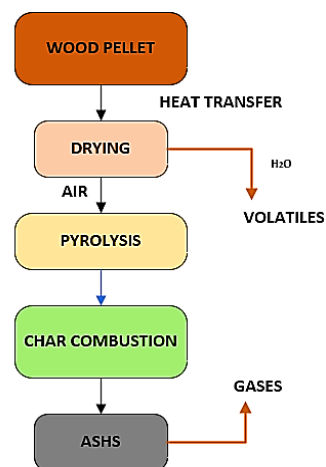 WOOD PELLET
HEAT TRANSFER
DRYING
H₂O
AIR
VOLATILES
PYROLYSIS
CHAR COMBUSTION
GASES
ASHS